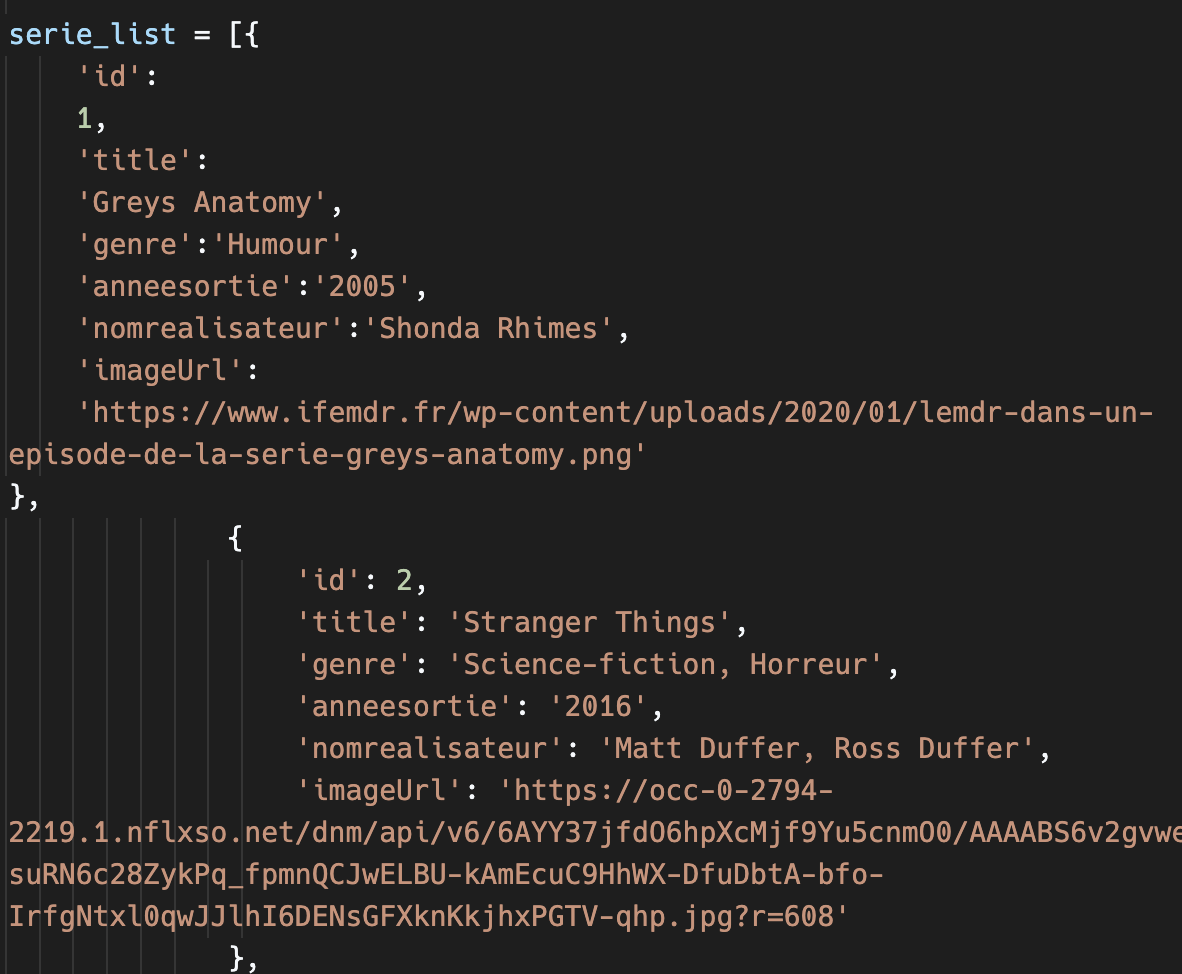 serie_list = [{
'id':
1,
'title':
'Greys Anatomy',
'genre':'Humour',
'anneesortie':'2005',
'nomrealisateur':'Shonda Rhimes',
'imageUrl':
'https://www.ifemdr.fr/wp-content/uploads/2020/01/lemdr-dans-un-
episode-de-la-serie-greys-anatomy.png'
},
{
'id': 2,
'title': 'Stranger Things',
'genre': 'Science-fiction, Horreur',
'anneesortie': '2016',
'nomrealisateur': 'Matt Duffer, Ross Duffer',
'imageUrl': 'https://occ-0-2794-
2219.1.nflxso.net/dnm/api/v6/6AYY37jfdO6hpXcMjf9Yu5cnmO0/AAAABS6v2gvwe
suRN6c28ZykPq_fpmnQCJwELBU-kAmEcuC9HhWX-DfuDbtA-bfo-
IrfgNtxl0qwJJlhI6DENsGFXknKkjhxPGTV-qhp.jpg?r=608'
},